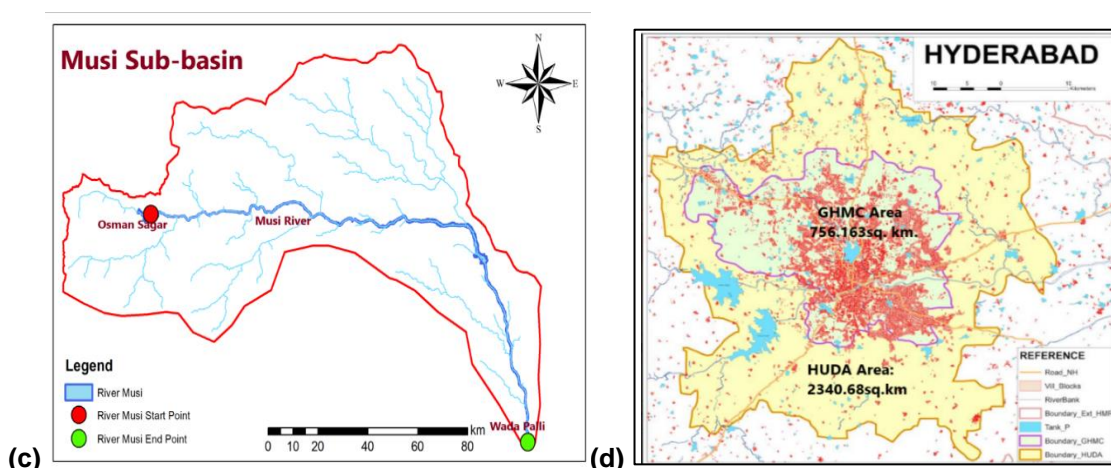 Musi Sub-basin
N
W E
S
Osman Sagar
Musi River
Wada Palli
Legend
River Musi
River Musi Start Point
River Musi End Point
0 10 20 40 60 80 km
(c)
HYDERABAD
GHMC Area
756.163sq. km.
HUDA Area:
2340.68sq.km
REFERENCE
Road_NH
Vill_Blocks
RiverBank
Boundary_Ext_HMR
Tank_P
Boundary_GHMC
Boundary_HUDA
(d)